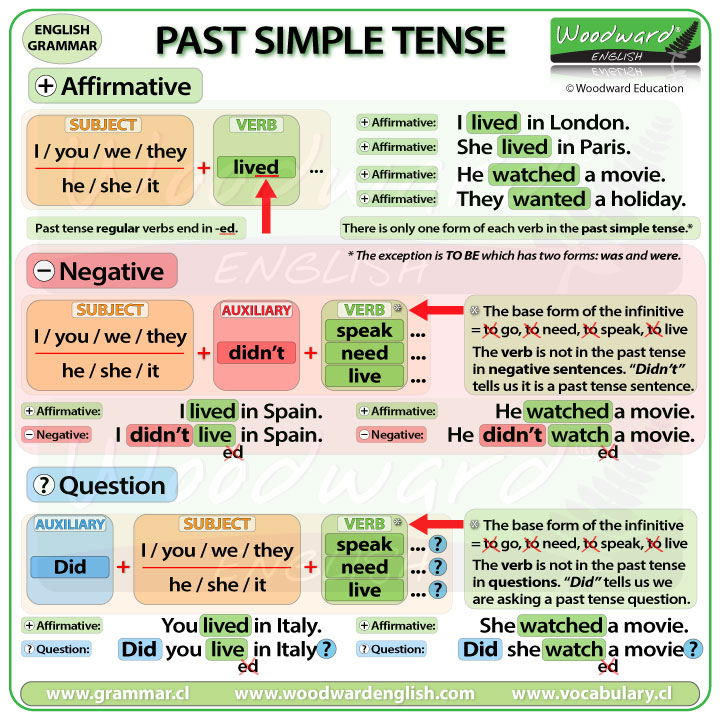 ENGLISH
GRAMMAR
PAST SIMPLE TENSE
Woodward®
ENGLISH
© Woodward Education
+ Affirmative
SUBJECT
I / you / we / they
he / she / it
+
VERB
lived
...
+ Affirmative: I lived in London.
+ Affirmative: She lived in Paris.
+ Affirmative: He watched a movie.
+ Affirmative: They wanted a holiday.
Past tense regular verbs end in -ed.
There is only one form of each verb in the past simple tense.*
* The exception is TO BE which has two forms: was and were.
− Negative
SUBJECT
I / you / we / they
he / she / it
+
AUXILIARY
didn't
+
VERB *
speak ...
need ...
live ...
* The base form of the infinitive
= to go, to need, to speak, to live
The verb is not in the past tense
in negative sentences. “Didn't”
tells us it is a past tense sentence.
+ Affirmative: I lived in Spain.
− Negative: I didn't live in Spain.
ed
+ Affirmative: He watched a movie.
− Negative: He didn't watch a movie.
ed
? Question
AUXILIARY
Did
+
SUBJECT
I / you / we / they
he / she / it
+
VERB *
speak ... ?
need ... ?
live ... ?
* The base form of the infinitive
= to go, to need, to speak, to live
The verb is not in the past tense
in questions. “Did” tells us we
are asking a past tense question.
+ Affirmative: You lived in Italy.
? Question: Did you live in Italy?
ed
+ Affirmative: She watched a movie.
? Question: Did she watch a movie?
ed
www.grammar.cl www.woodwardenglish.com www.vocabulary.cl
Woodward
ENGLISH
Woodward
ENGLISH